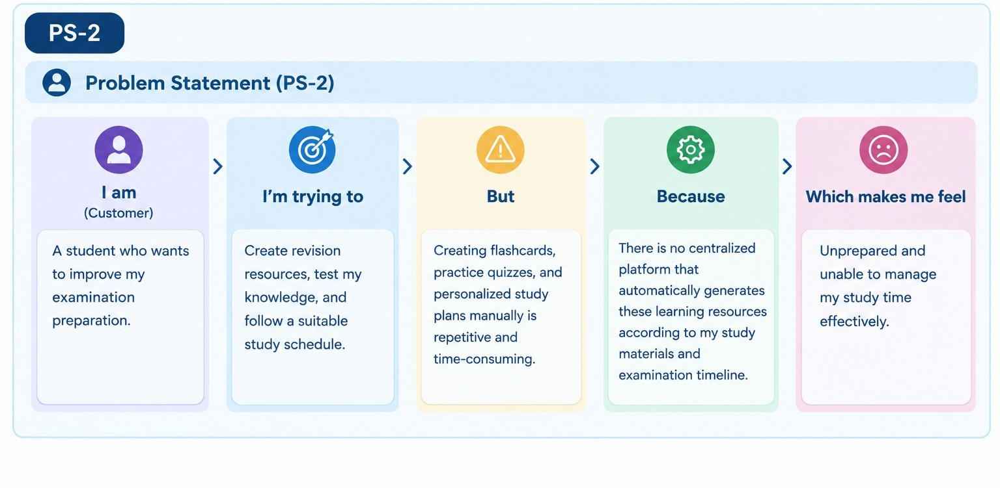 PS-2
Problem Statement (PS-2)
I am
(Customer)
A student who wants
to improve my
examination
preparation.
I’m trying to
Create revision
resources, test my
knowledge, and
follow a suitable
study schedule.
But
Creating flashcards,
practice quizzes, and
personalized study
plans manually is
repetitive and
time-consuming.
Because
There is no centralized
platform that
automatically generates
these learning resources
according to my study
materials and
examination timeline.
Which makes me feel
Unprepared and
unable to manage
my study time
effectively.